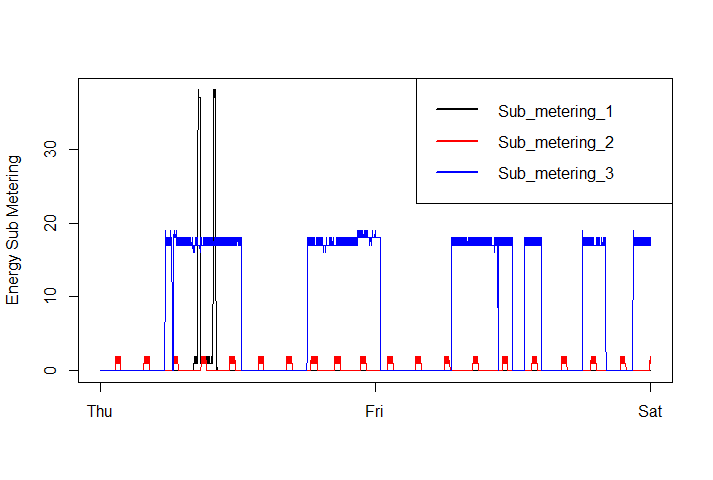 Energy Sub Metering
30
20
10
0
Sub_metering_1
Sub_metering_2
Sub_metering_3
Thu
Fri
Sat